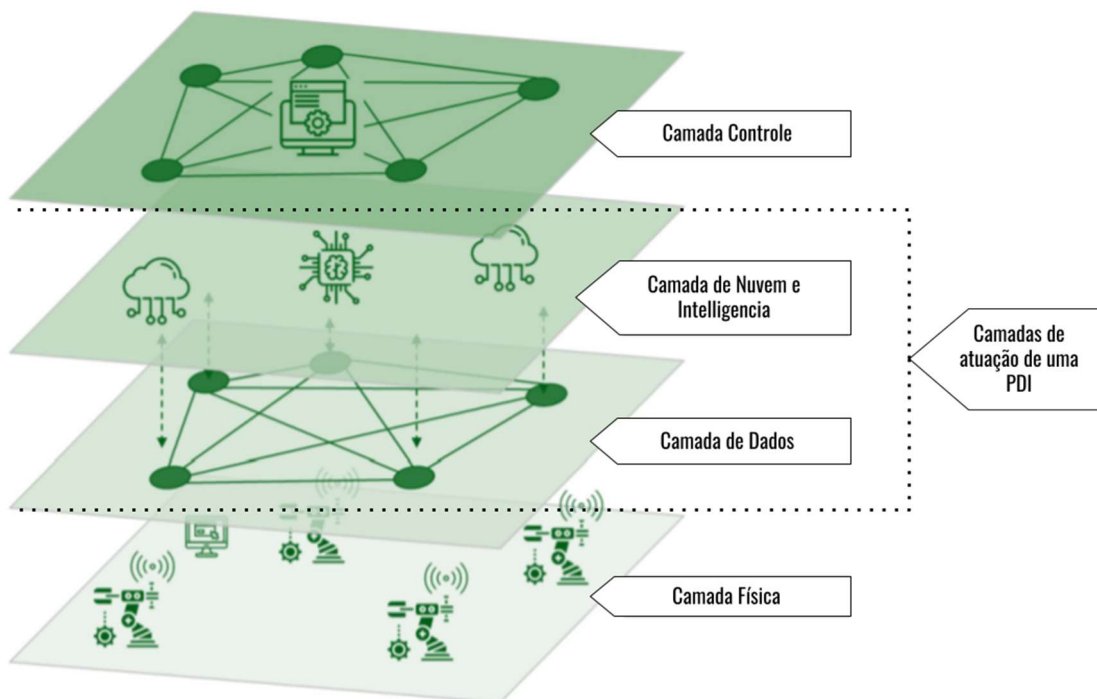 Camada Controle
Camada de Nuvem e
Intelligencia
Camadas de
atuação de uma
PDI
Camada de Dados
Camada Física